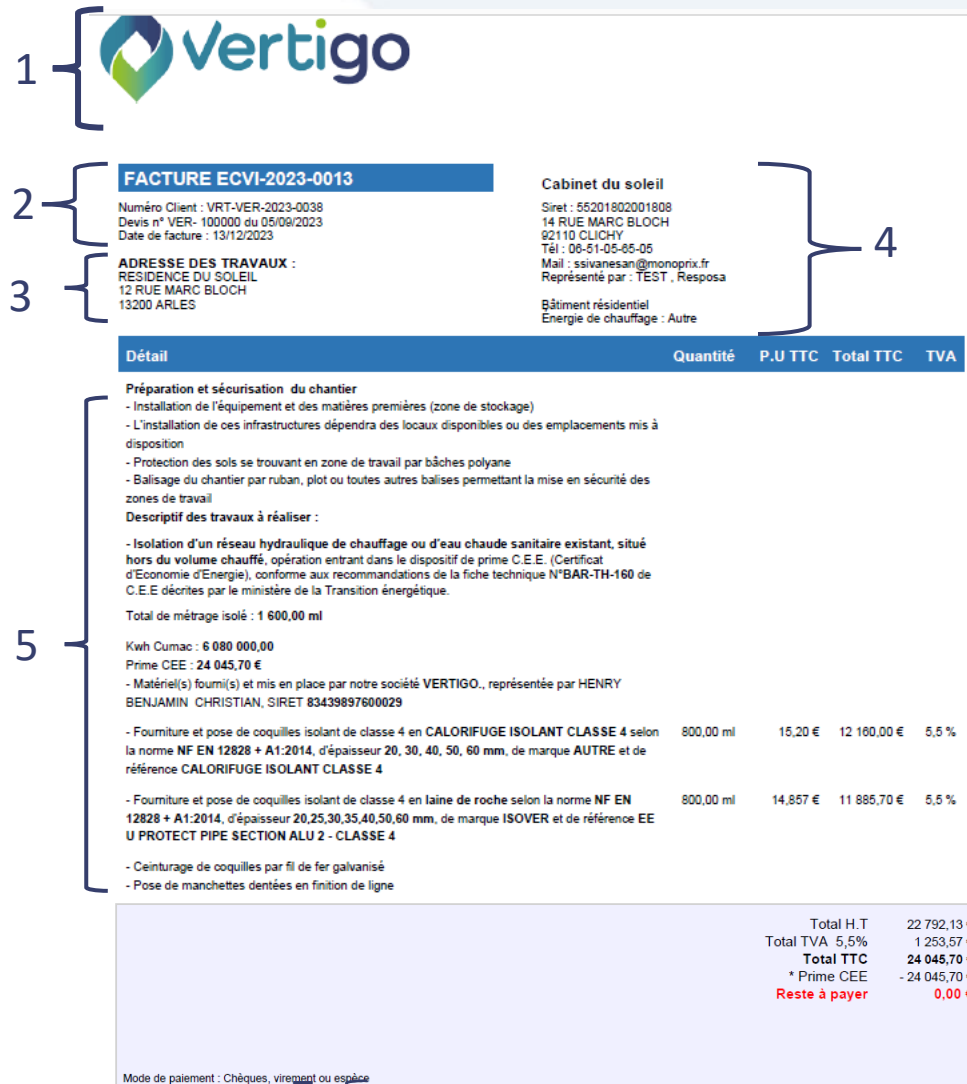 1
Vertigo
2
FACTURE ECVI-2023-0013
Numéro Client : VRT-VER-2023-0038
Devis n° VER- 100000 du 05/09/2023
Date de facture : 13/12/2023
3
ADRESSE DES TRAVAUX :
RESIDENCE DU SOLEIL
12 RUE MARC BLOCH
13200 ARLES
Cabinet du soleil
Siret : 55201802001808
14 RUE MARC BLOCH
92110 CLICHY
Tél : 06-51-05-65-05
Mail : ssivanesan@monoprix.fr
Représenté par : TEST , Resposa
Bâtiment résidentiel
Energie de chauffage : Autre
4
Détail Quantité P.U TTC Total TTC TVA
5
Préparation et sécurisation du chantier
- Installation de l'équipement et des matières premières (zone de stockage)
- L'installation de ces infrastructures dépendra des locaux disponibles ou des emplacements mis à
disposition
- Protection des sols se trouvant en zone de travail par bâches polyane
- Balisage du chantier par ruban, plot ou toutes autres balises permettant la mise en sécurité des
zones de travail
Descriptif des travaux à réaliser :
- Isolation d'un réseau hydraulique de chauffage ou d'eau chaude sanitaire existant, situé
hors du volume chauffé, opération entrant dans le dispositif de prime C.E.E. (Certificat
d'Economie d'Energie), conforme aux recommandations de la fiche technique N°BAR-TH-160 de
C.E.E décrites par le ministère de la Transition énergétique.
Total de métrage isolé : 1 600,00 ml
Kwh Cumac : 6 080 000,00
Prime CEE : 24 045,70 €
- Matériel(s) fourni(s) et mis en place par notre société VERTIGO., représentée par HENRY
BENJAMIN CHRISTIAN, SIRET 83439897600029
- Fourniture et pose de coquilles isolant de classe 4 en CALORIFUGE ISOLANT CLASSE 4 selon 800,00 ml 15,20 € 12 160,00 € 5,5 %
la norme NF EN 12828 + A1:2014, d'épaisseur 20, 30, 40, 50, 60 mm, de marque AUTRE et de
référence CALORIFUGE ISOLANT CLASSE 4
- Fourniture et pose de coquilles isolant de classe 4 en laine de roche selon la norme NF EN 800,00 ml 14,857 € 11 885,70 € 5,5 %
12828 + A1:2014, d'épaisseur 20,25,30,35,40,50,60 mm, de marque ISOVER et de référence EE
U PROTECT PIPE SECTION ALU 2 - CLASSE 4
- Ceinturage de coquilles par fil de fer galvanisé
- Pose de manchettes dentées en finition de ligne
Total H.T 22 792,13 €
Total TVA 5,5% 1 253,57 €
Total TTC 24 045,70 €
* Prime CEE - 24 045,70 €
Reste à payer 0,00 €
Mode de paiement : Chèques, virement ou espèce